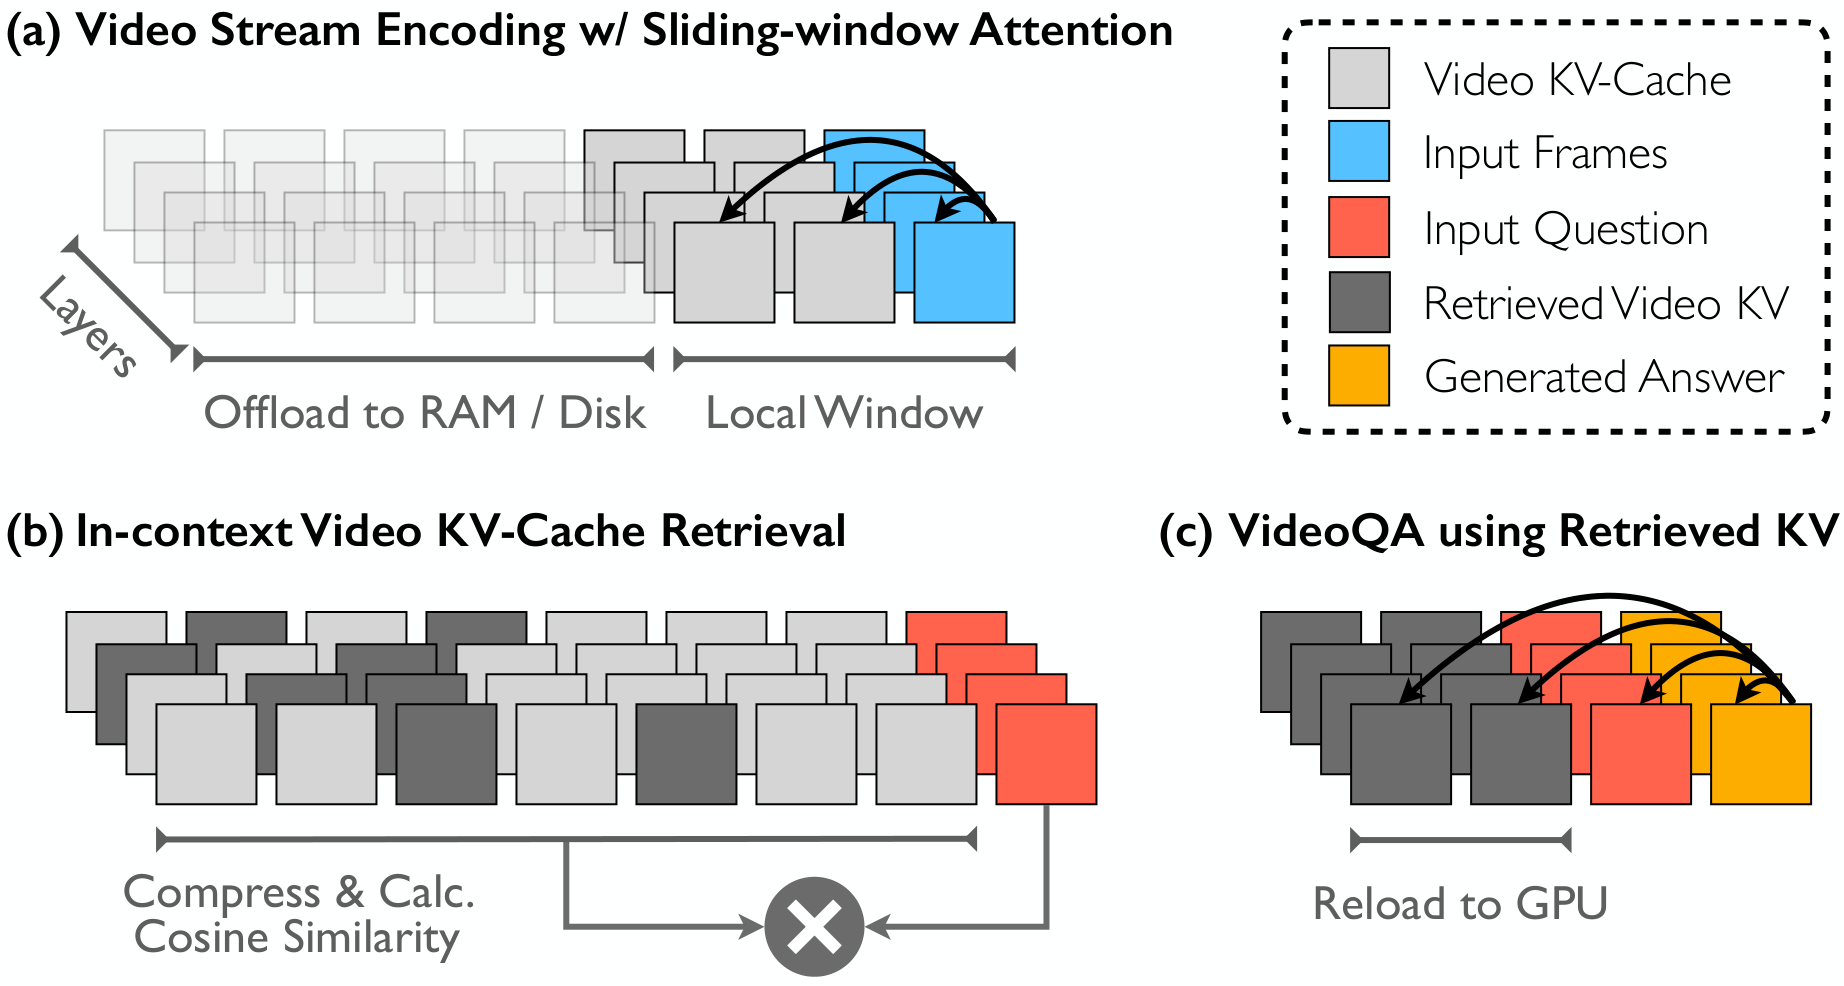 (a) Video Stream Encoding w/ Sliding-window Attention
Layers
Offload to RAM / Disk
Local Window
Video KV-Cache
Input Frames
Input Question
Retrieved Video KV
Generated Answer
(b) In-context Video KV-Cache Retrieval
Compress & Calc.
Cosine Similarity
(c) VideoQA using Retrieved KV
Reload to GPU